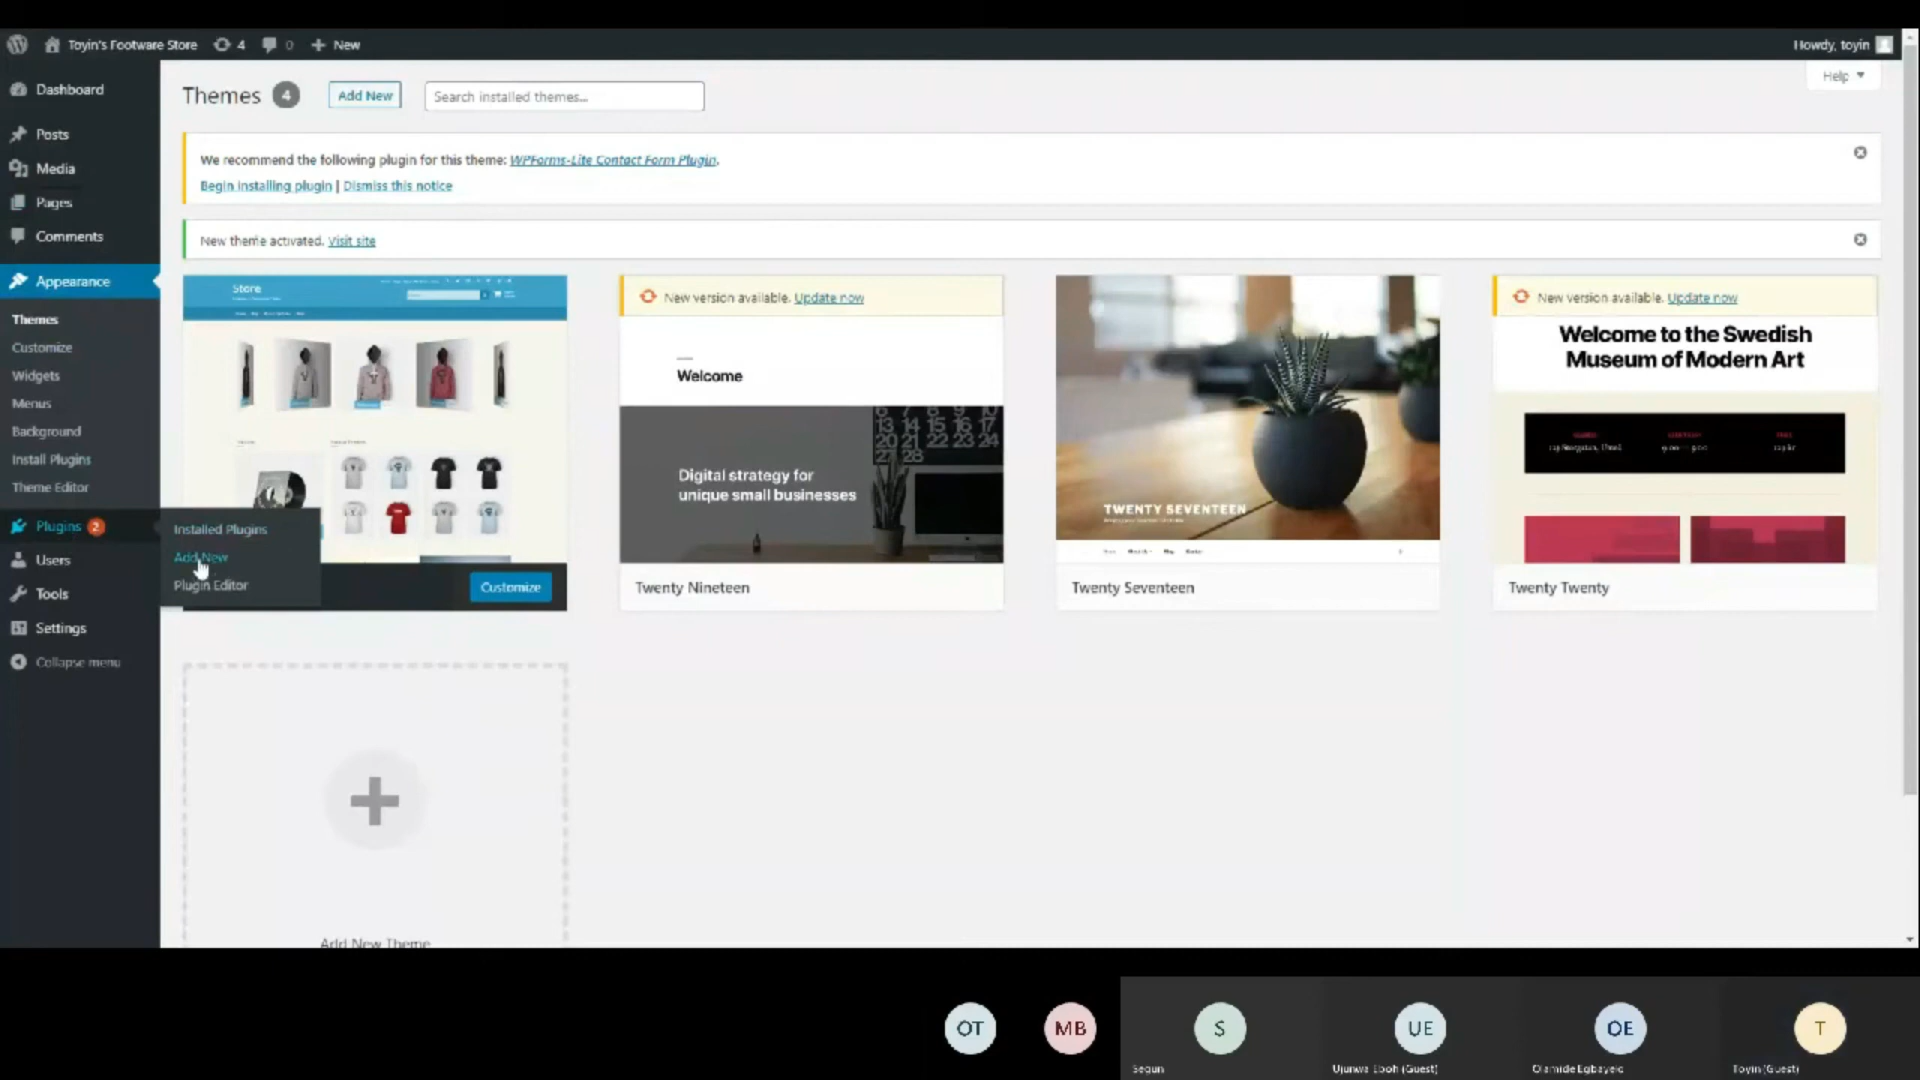 Toyin's Footware Store
4
0
New
Howdy, toyin
Dashboard
Posts
Media
Pages
Comments
Appearance
Themes
Customize
Widgets
Menus
Background
Install Plugins
Theme Editor
Plugins 2
Users
Tools
Settings
Collapse menu
Installed Plugins
Add New
Plugin Editor
Themes 4
Add New
Search installed themes...
Help
We recommend the following plugin for this theme: WPForms-Lite Contact Form Plugin.
Begin installing plugin | Dismiss this notice
New theme activated. Visit site
Store
Customize
New version available. Update now
Welcome
Digital strategy for
unique small businesses
Twenty Nineteen
TWENTY SEVENTEEN
Twenty Seventeen
New version available. Update now
Welcome to the Swedish
Museum of Modern Art
Twenty Twenty
Add New Theme
OT
MB
S
Segun
UE
(Guest)
OE
T
Toyin (Guest)